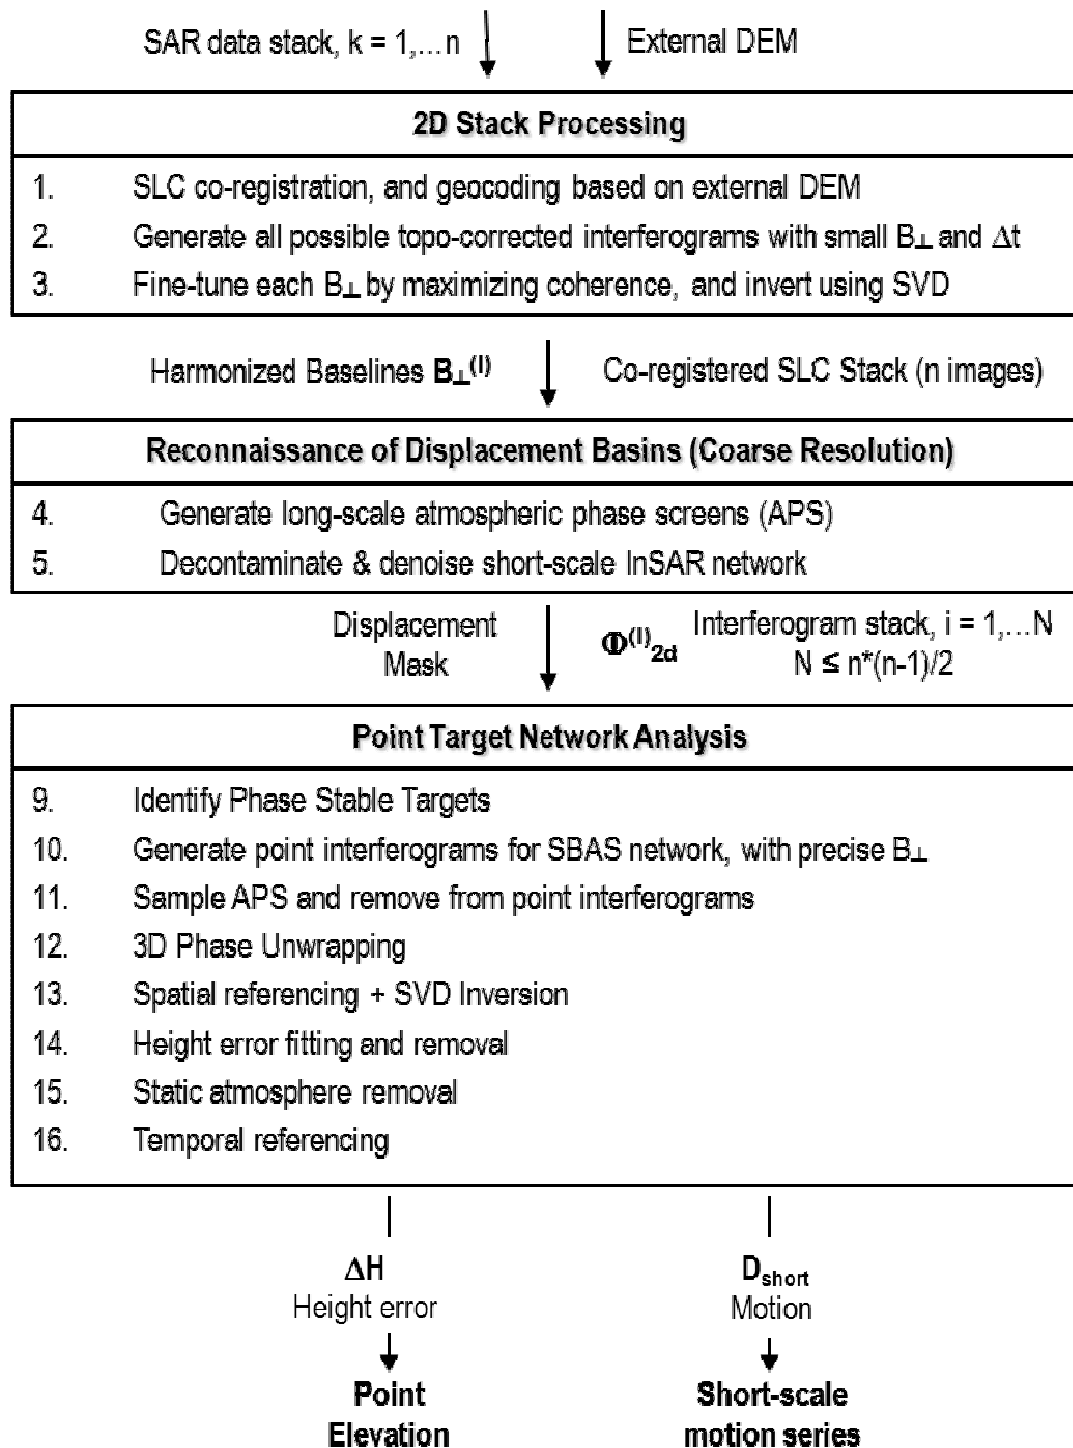 SAR data stack, k = 1,...n
External DEM
2D Stack Processing
1. SLC co-registration, and geocoding based on external DEM
2. Generate all possible topo-corrected interferograms with small B⊥ and Δt
3. Fine-tune each B⊥ by maximizing coherence, and invert using SVD
Harmonized Baselines B⊥(I)
Co-registered SLC Stack (n images)
Reconnaissance of Displacement Basins (Coarse Resolution)
4. Generate long-scale atmospheric phase screens (APS)
5. Decontaminate & denoise short-scale InSAR network
Displacement
Mask
Φ(I)2d
Interferogram stack, i = 1,...N
N ≤ n*(n-1)/2
Point Target Network Analysis
9. Identify Phase Stable Targets
10. Generate point interferograms for SBAS network, with precise B⊥
11. Sample APS and remove from point interferograms
12. 3D Phase Unwrapping
13. Spatial referencing + SVD Inversion
14. Height error fitting and removal
15. Static atmosphere removal
16. Temporal referencing
ΔH
Height error
Point
Elevation
Dshort
Motion
Short-scale
motion series